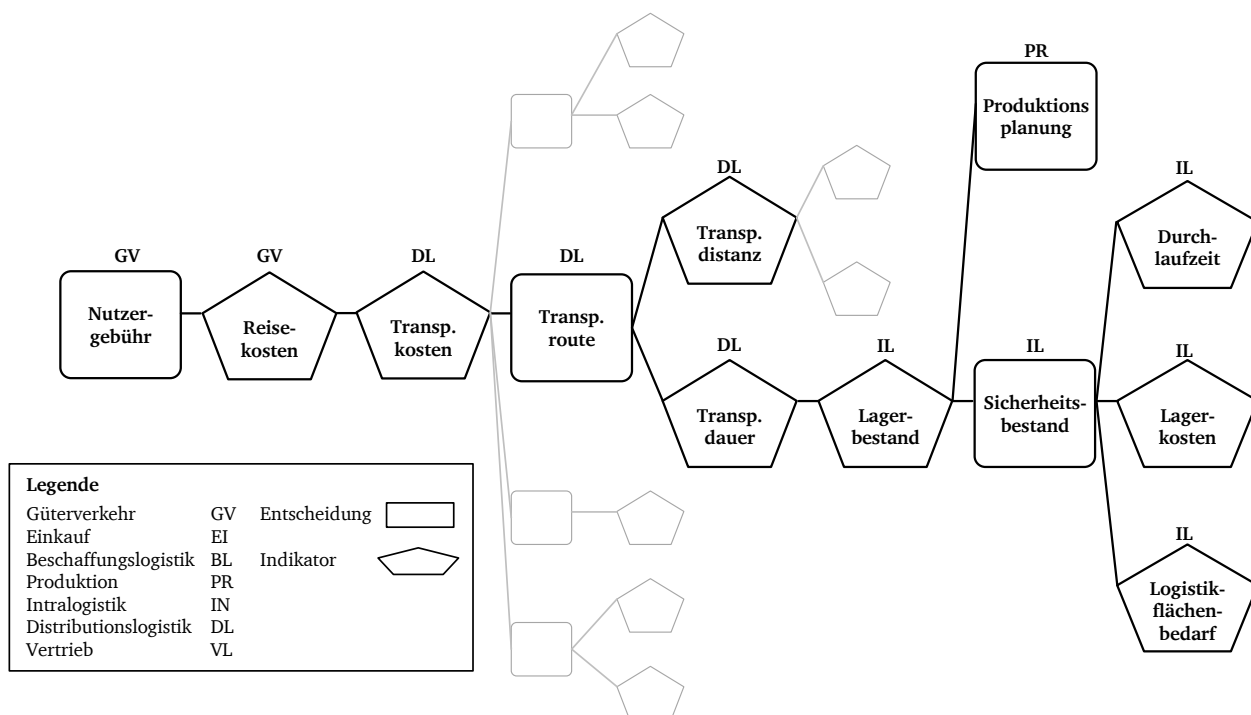 PR
Produktions
planung
DL
Transp.
distanz
IL
Durch-
laufzeit
GV
Nutzer-
gebühr
GV
Reise-
kosten
DL
Transp.
kosten
DL
Transp.
route
DL
Transp.
dauer
IL
Lager-
bestand
IL
Sicherheits-
bestand
IL
Lager-
kosten
IL
Logistik-
flächen-
bedarf
Legende
Güterverkehr GV Entscheidung
Einkauf EI
Beschaffungslogistik BL Indikator
Produktion PR
Intralogistik IN
Distributionslogistik DL
Vertrieb VL